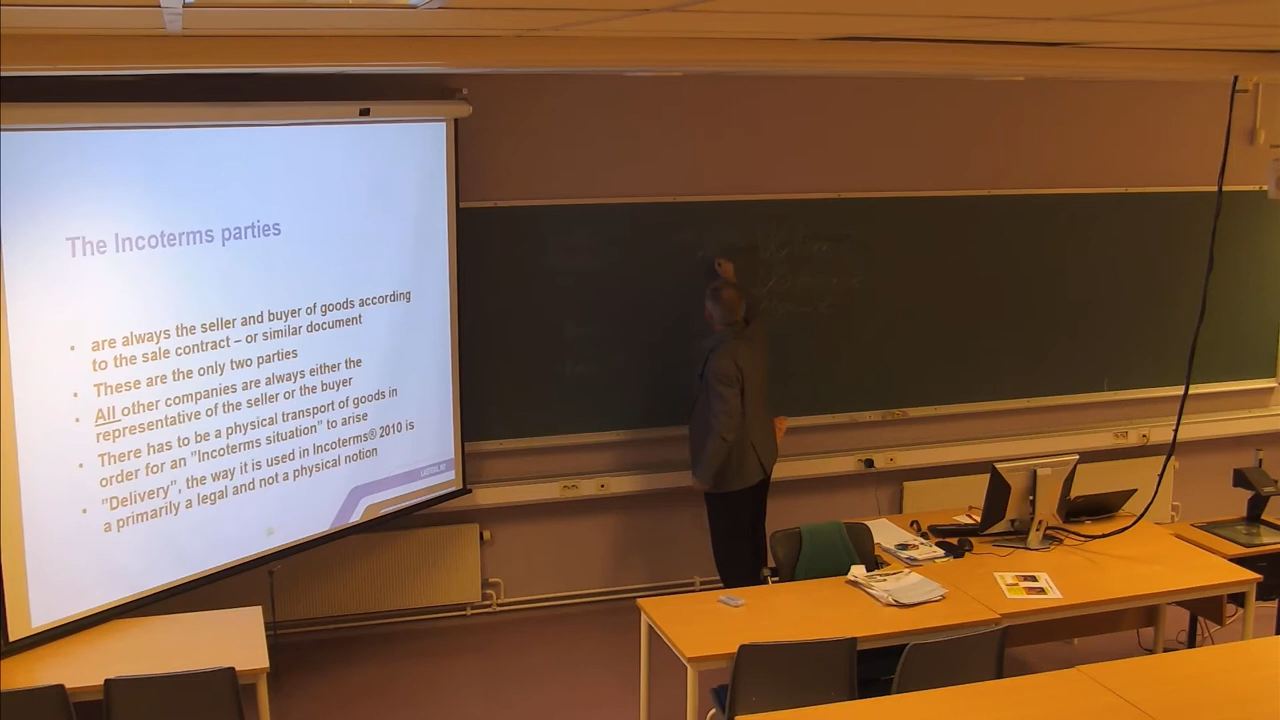 The Incoterms parties
• are always the seller and buyer of goods according
to the sale contract – or similar document
• These are the only two parties
• All other companies are always either the
representative of the seller or the buyer
• There has to be a physical transport of goods in
order for an ”Incoterms situation” to arise
• ”Delivery”, the way it is used in Incoterms® 2010 is
a primarily a legal and not a physical notion